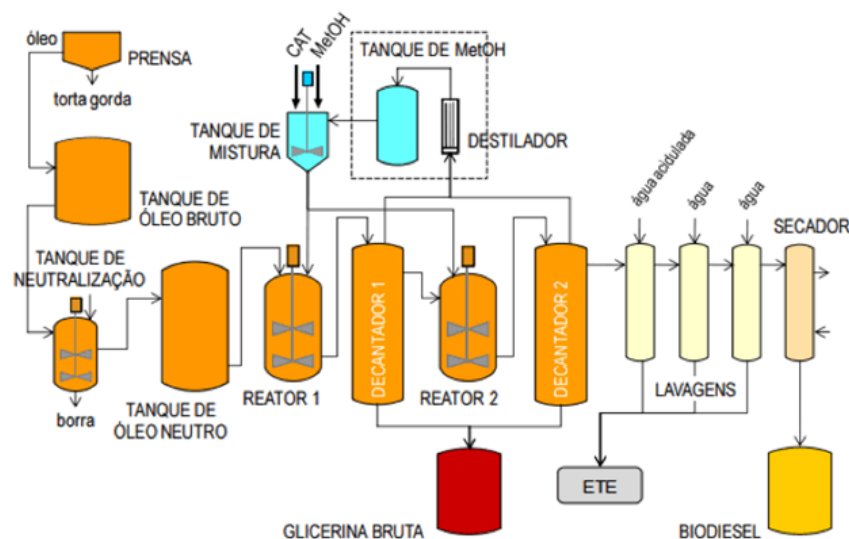 óleo
PRENSA
torta gorda
CAT
MetOH
TANQUE DE MetOH
TANQUE DE
MISTURA
DESTILADOR
TANQUE DE
ÓLEO BRUTO
água acidulada
água
água
SECADOR
TANQUE DE
NEUTRALIZAÇÃO
DECANTADOR 1
DECANTADOR 2
borra
TANQUE DE
ÓLEO NEUTRO
REATOR 1
REATOR 2
LAVAGENS
ETE
GLICERINA BRUTA
BIODIESEL